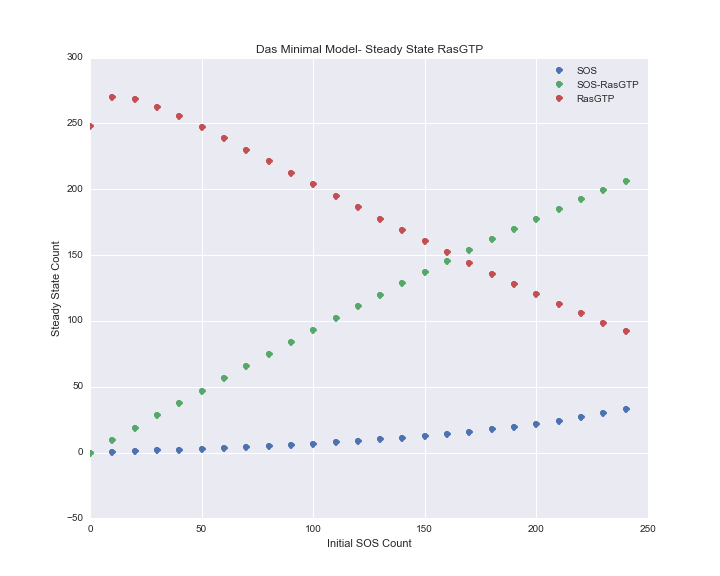 Das Minimal Model- Steady State RasGTP
300
250
200
150
100
50
0
−50
Steady State Count
SOS
SOS-RasGTP
RasGTP
0
50
100
150
200
250
Initial SOS Count